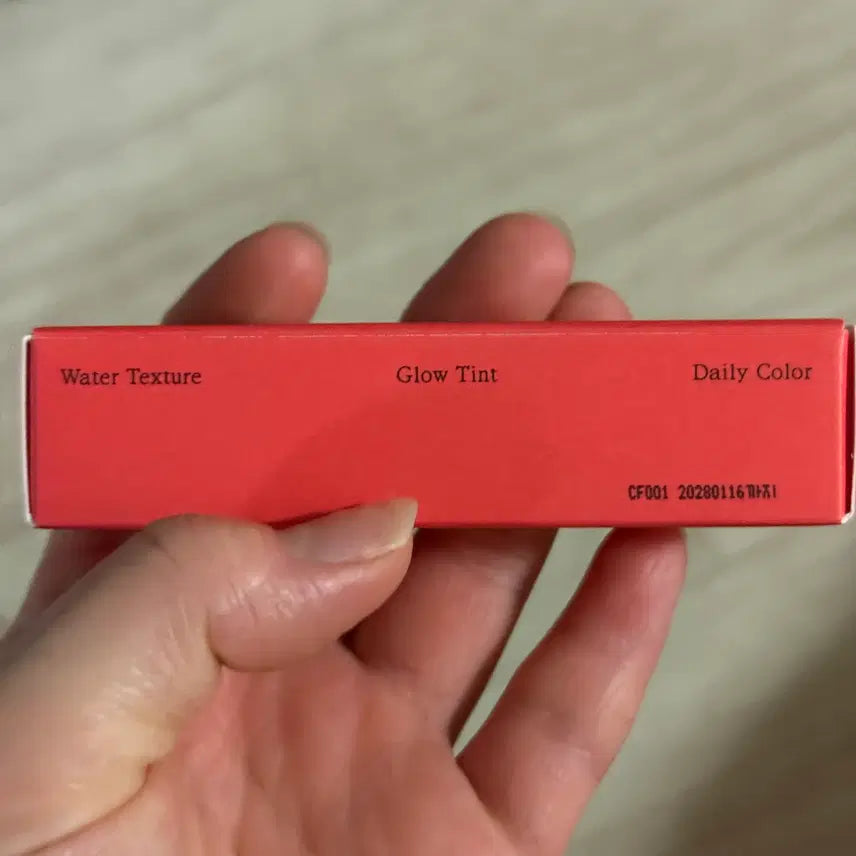 Water Texture
Glow Tint
Daily Color
CF001 20280116까지